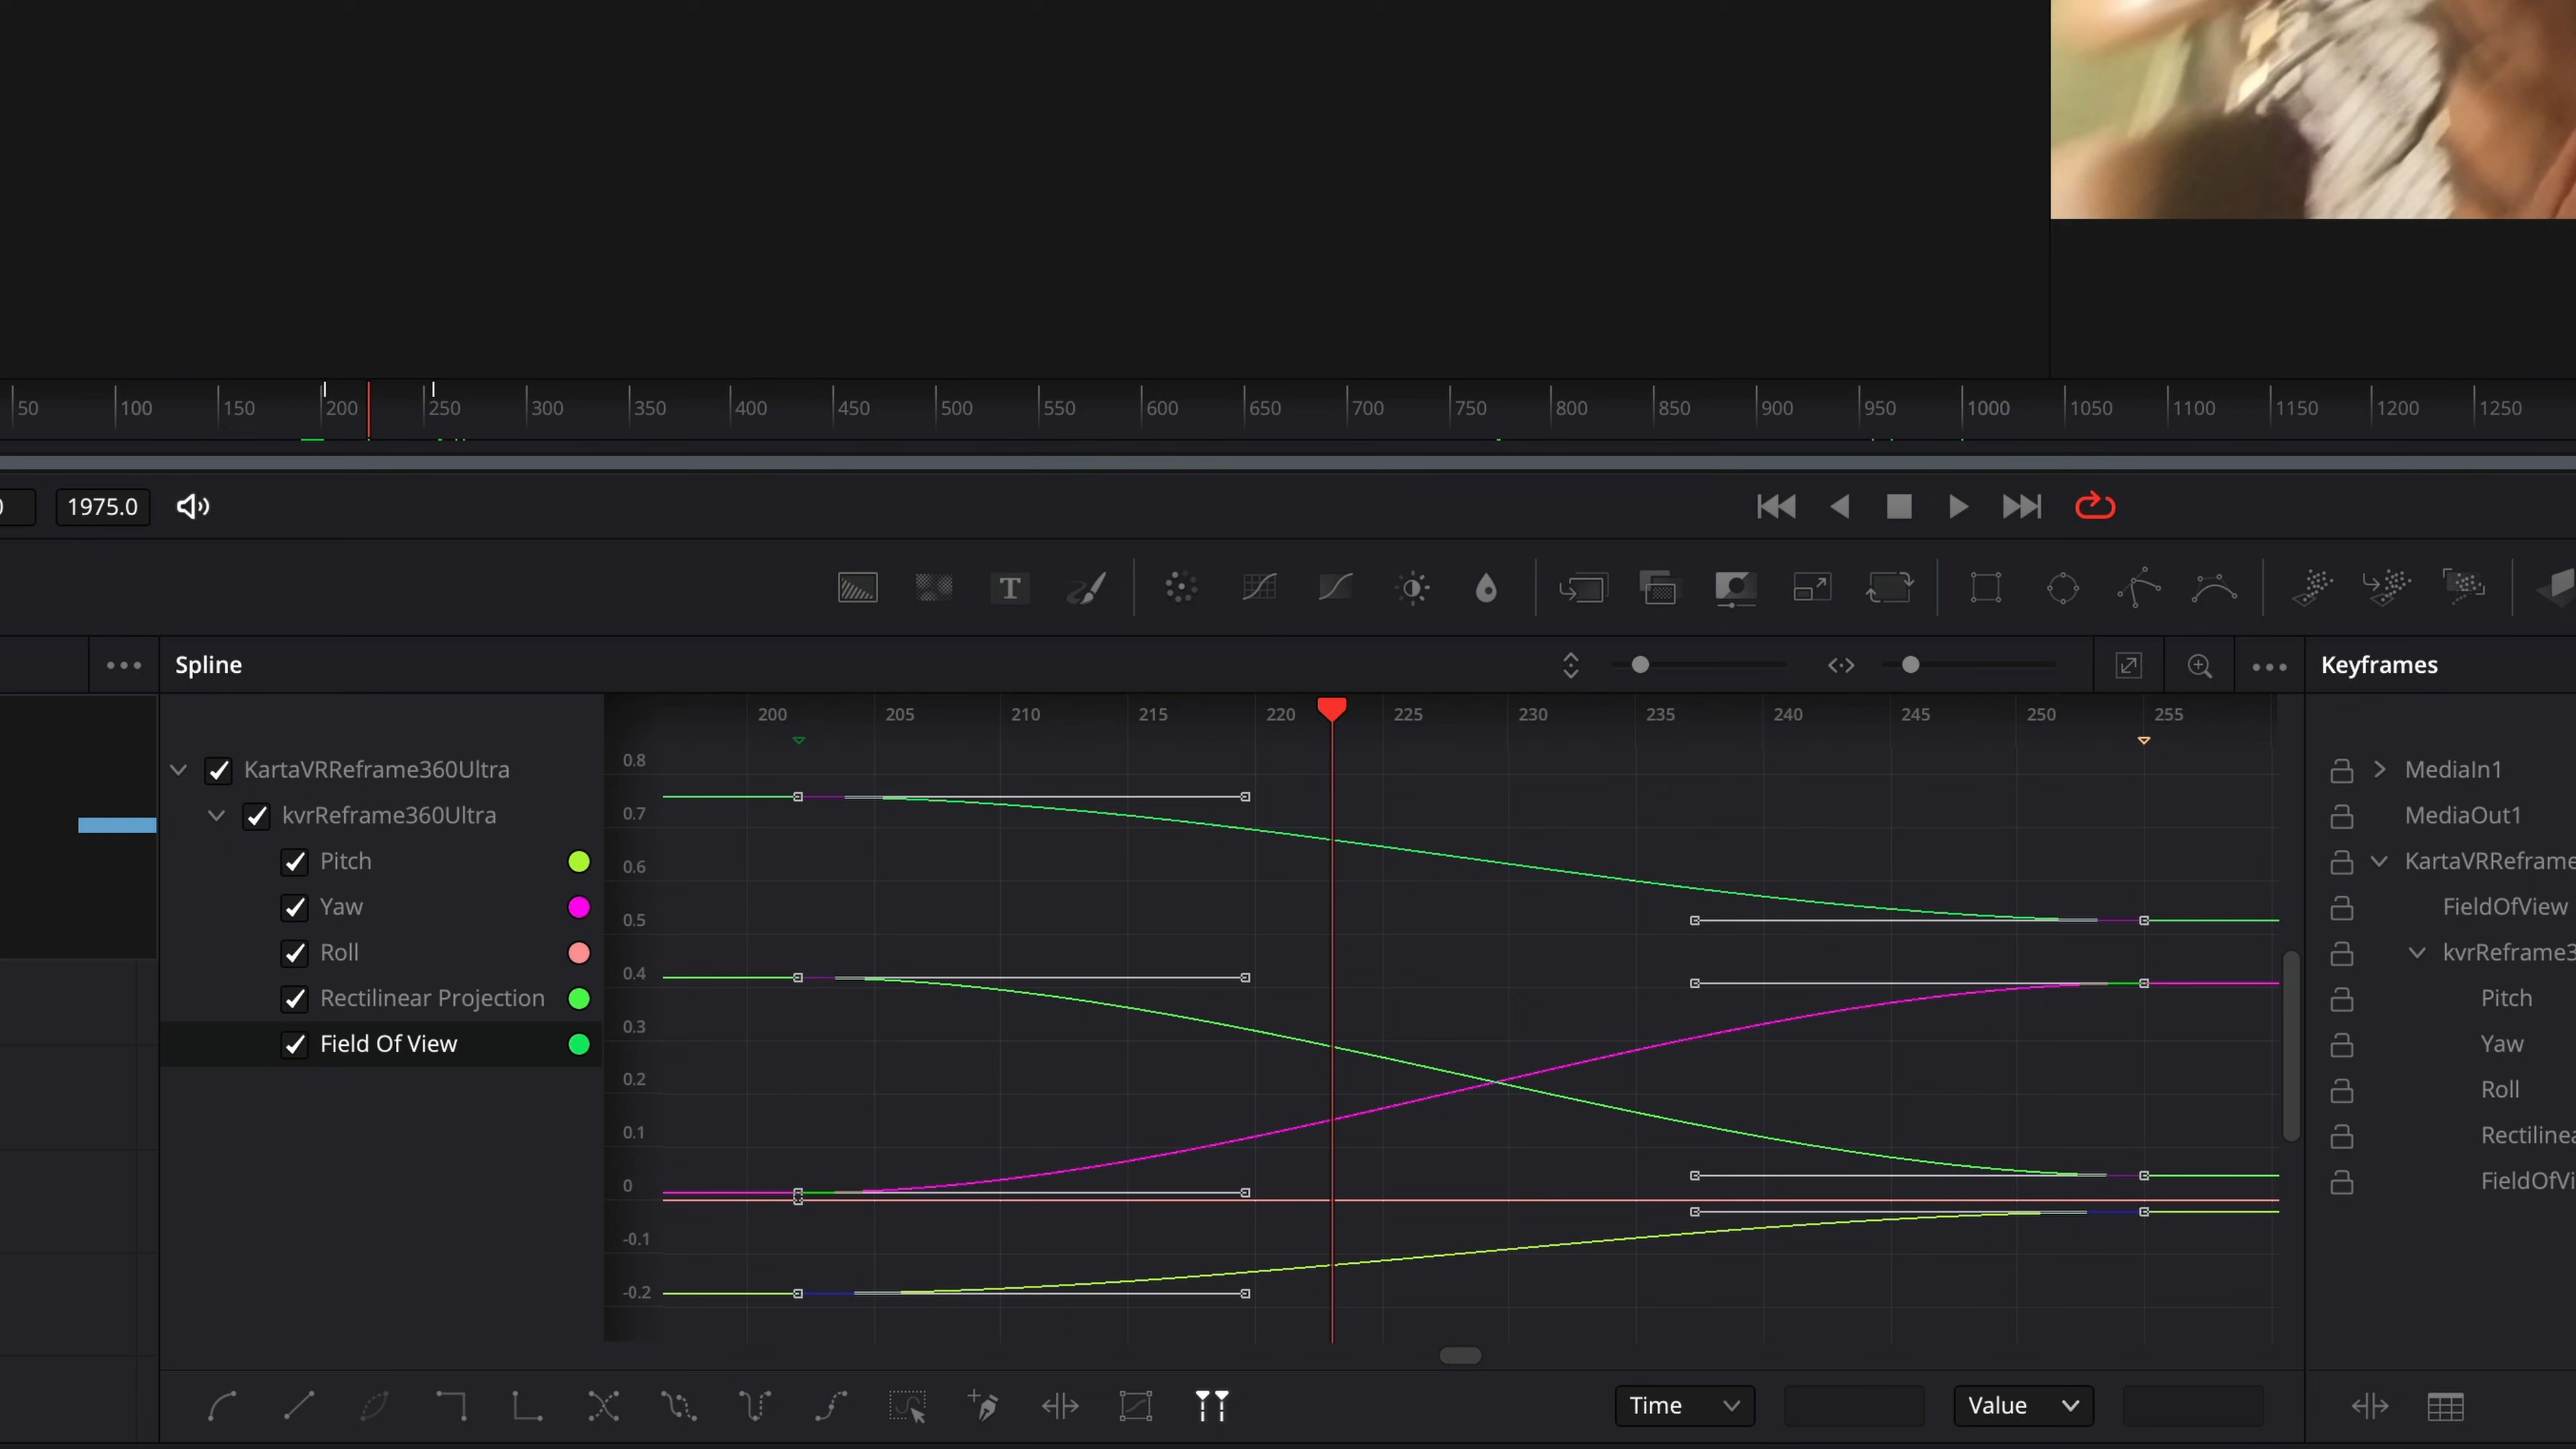 50 100 150 200 250 300 350 400 450 500 550 600 650 700 750 800 850 900 950 1000 1050 1100 1150 1200 1250
1975.0
T
Spline
Keyframes
200 205 210 215 220 225 230 235 240 245 250 255
0.8
0.7
0.6
0.5
0.4
0.3
0.2
0.1
0
-0.1
-0.2
KartaVRReframe360Ultra
kvrReframe360Ultra
Pitch
Yaw
Roll
Rectilinear Projection
Field Of View
MediaIn1
MediaOut1
KartaVRReframe
FieldOfView
kvrReframe3
Pitch
Yaw
Roll
Rectilinea
FieldOfVi
Time
Value